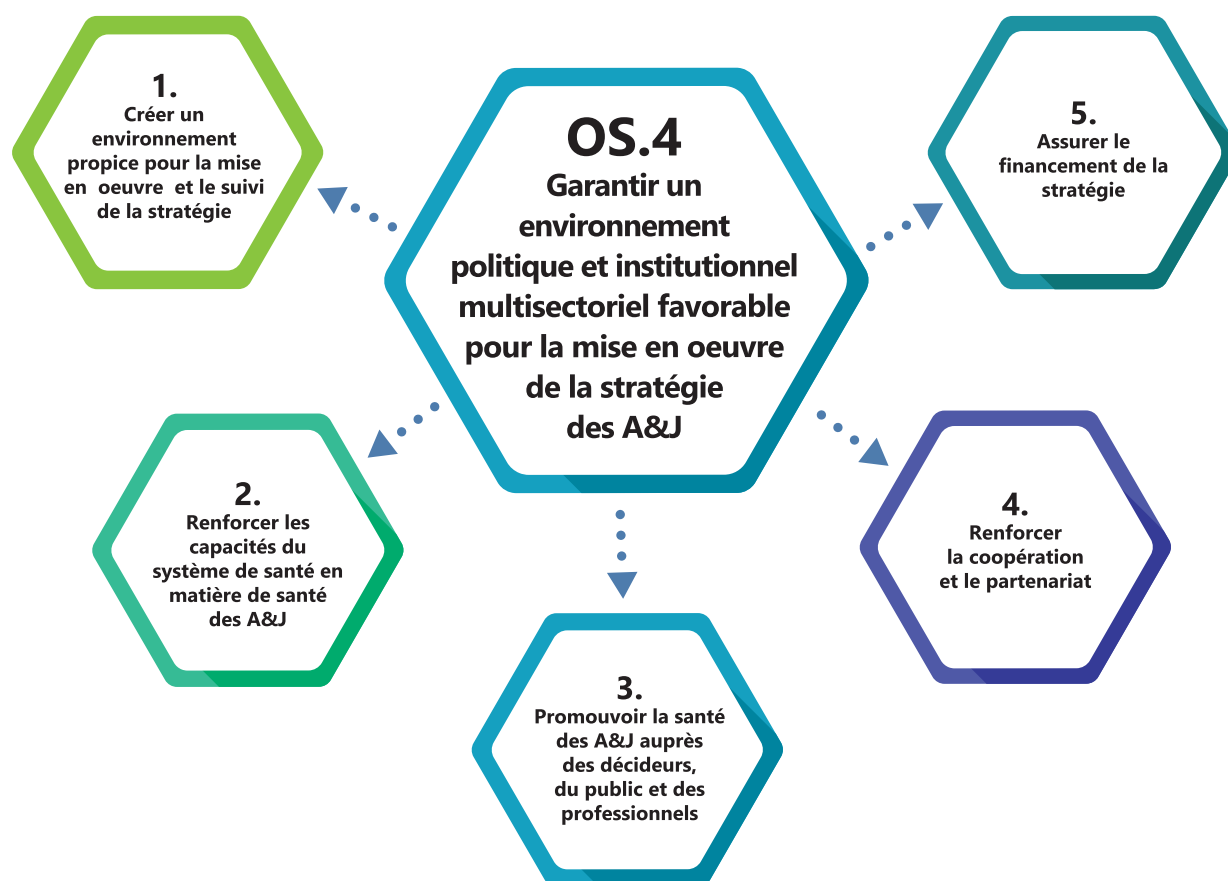 OS.4
Garantir un
environnement
politique et institutionnel
multisectoriel favorable
pour la mise en oeuvre
de la stratégie
des A&J
1.
Créer un
environnement
propice pour la mise
en  oeuvre  et le suivi
de la stratégie
2.
Renforcer les
capacités du
système de santé en
matière de santé
des A&J
3.
Promouvoir la santé
des A&J auprès
des décideurs,
du public et des
professionnels
4.
Renforcer
la coopération
et le partenariat
5.
Assurer le
financement de la
stratégie